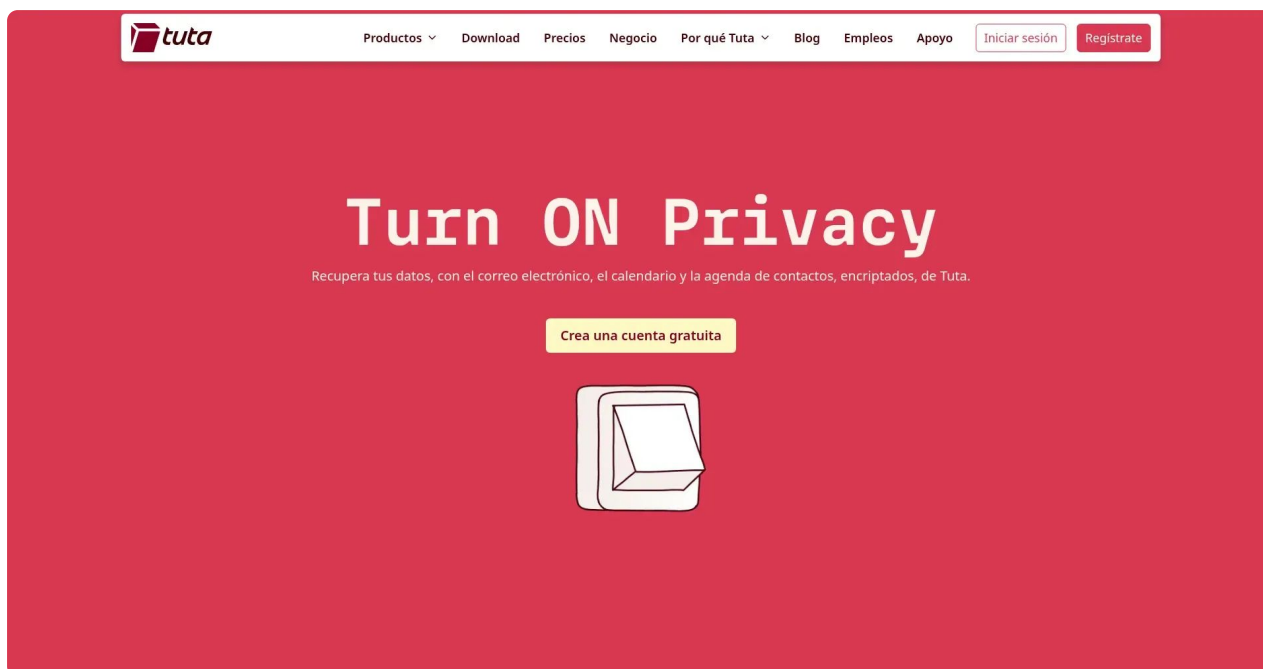 tuta Productos Download Precios Negocio Por qué Tuta Blog Empleos Apoyo Iniciar sesión Regístrate
Turn ON Privacy
Recupera tus datos, con el correo electrónico, el calendario y la agenda de contactos, encriptados, de Tuta.
Crea una cuenta gratuita